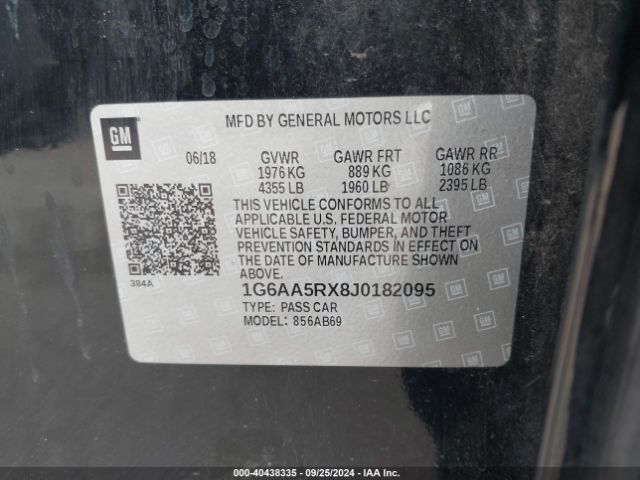 GM
MFD BY GENERAL MOTORS LLC
06/18 GVWR GAWR FRT GAWR RR
1976 KG 889 KG 1086 KG
4355 LB 1960 LB 2395 LB
THIS VEHICLE CONFORMS TO ALL
APPLICABLE U.S. FEDERAL MOTOR
VEHICLE SAFETY, BUMPER, AND THEFT
PREVENTION STANDARDS IN EFFECT ON
THE DATE OF MANUFACTURE SHOWN
ABOVE.
384A
1G6AA5RX8J0182095
TYPE: PASS CAR
MODEL: 856AB69
000-40438335 - 09/25/2024 - IAA Inc.